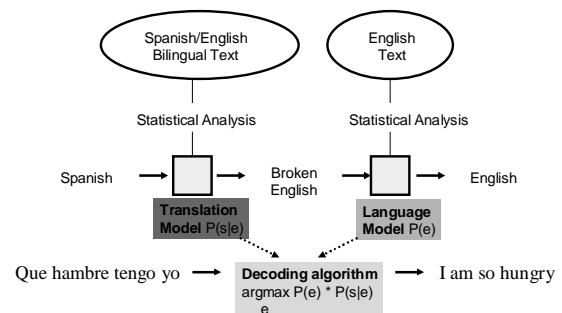 Spanish/English
Bilingual Text
English
Text
Statistical Analysis
Statistical Analysis
Spanish
Broken
English
English
Translation
Model P(s|e)
Language
Model P(e)
Que hambre tengo yo
Decoding algorithm
argmax P(e) * P(s|e)
e
I am so hungry